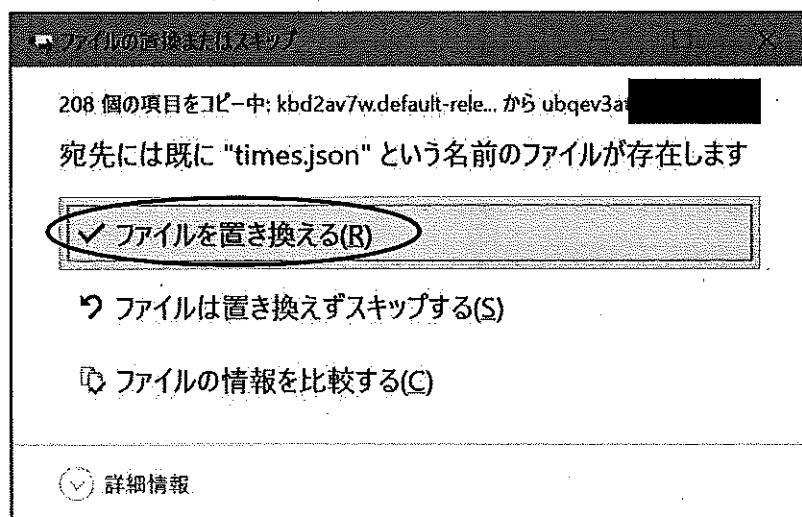 ファイルの置換またはスキップ
208 個の項目をコピー中: kbd2av7w.default-rele... から ubqev3a
宛先には既に "times.json" という名前のファイルが存在します
ファイルを置き換える(R)
ファイルは置き換えずスキップする(S)
ファイルの情報を比較する(C)
詳細情報